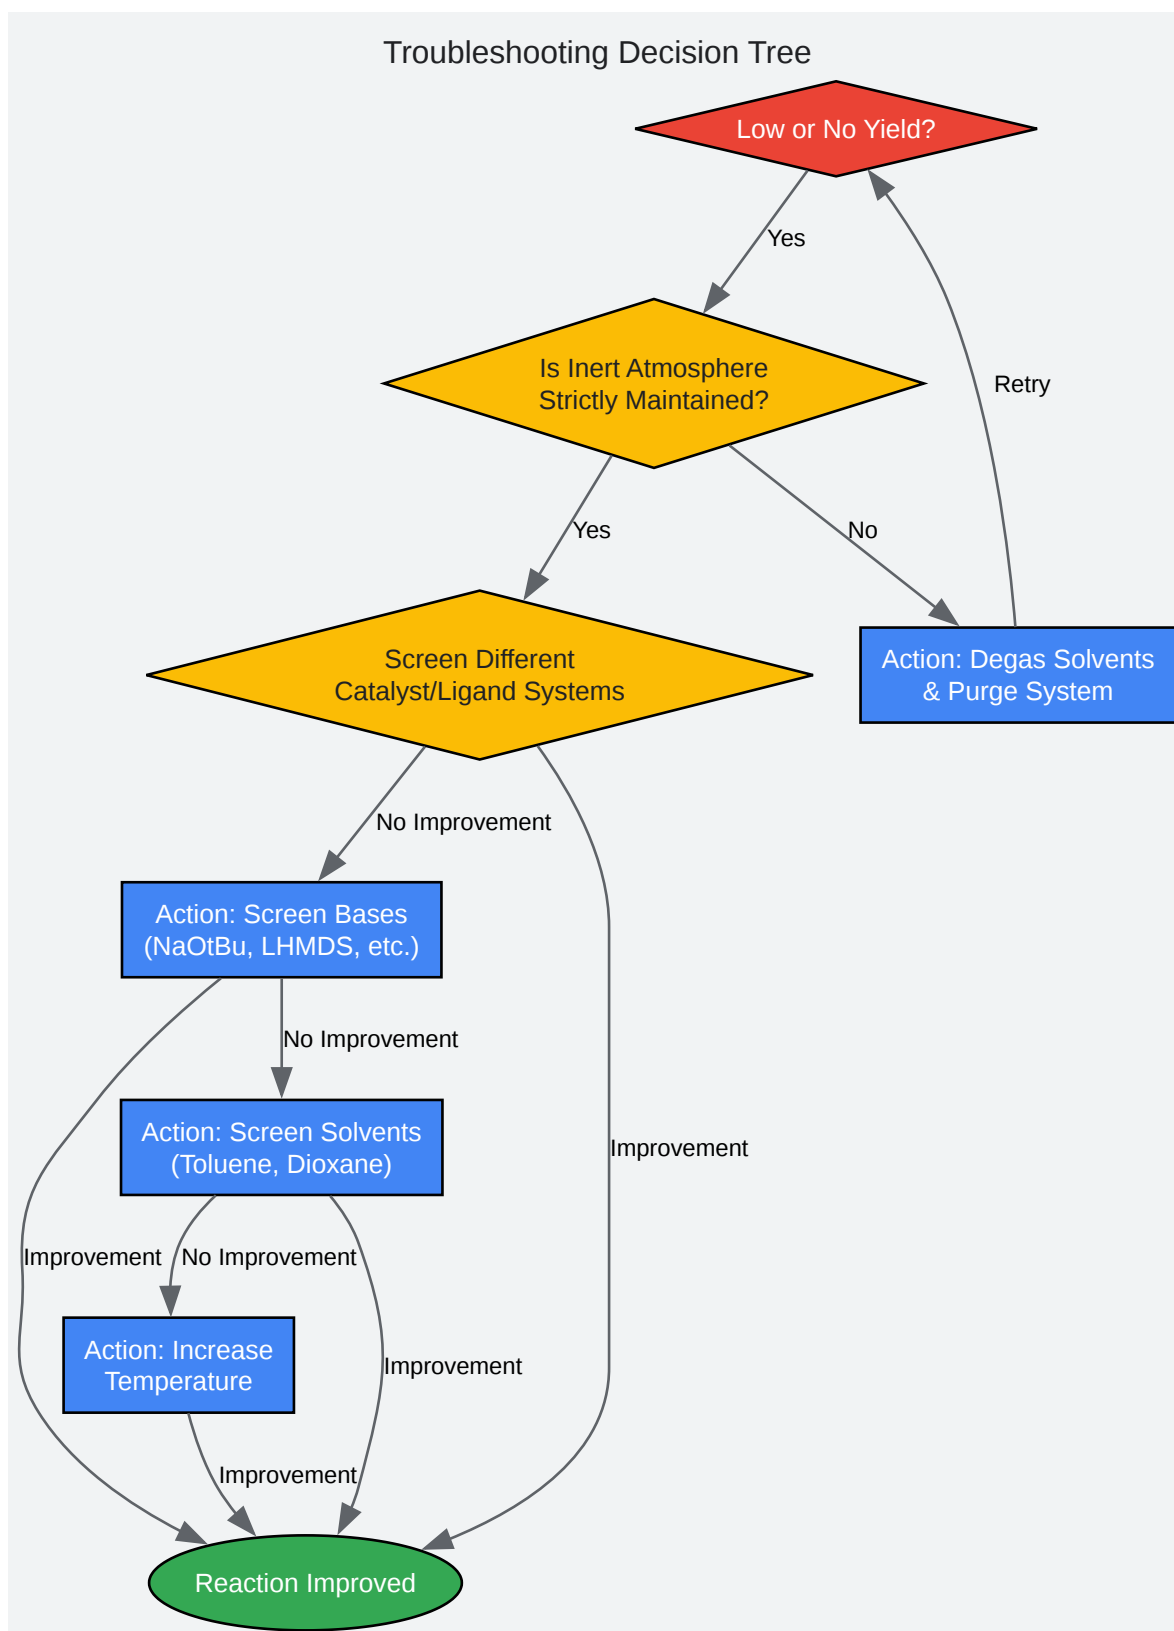 Troubleshooting Decision Tree
Low or No Yield?
Yes
Is Inert Atmosphere
Strictly Maintained?
Retry
Yes
No
Screen Different
Catalyst/Ligand Systems
Action: Degas Solvents
& Purge System
No Improvement
Action: Screen Bases
(NaOtBu, LHMDS, etc.)
No Improvement
Action: Screen Solvents
(Toluene, Dioxane)
Improvement
Improvement
No Improvement
Action: Increase
Temperature
Improvement
Improvement
Reaction Improved